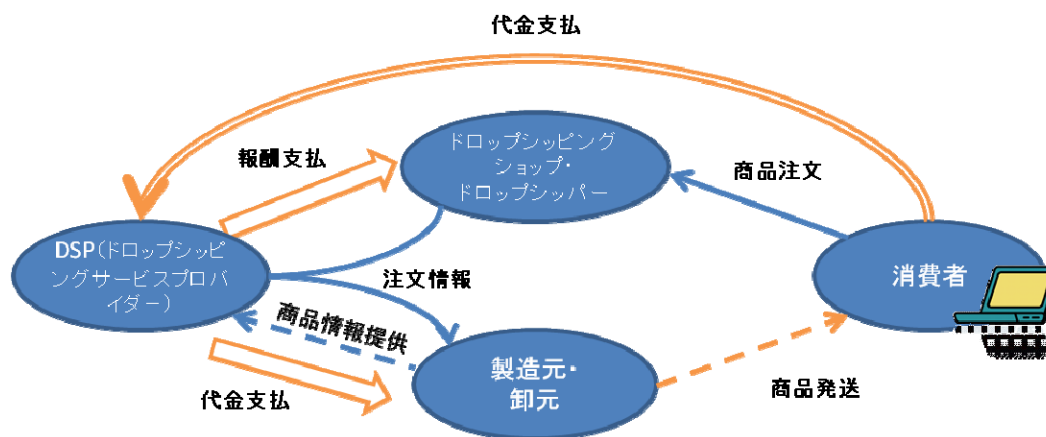 代金支払
報酬支払
ドロップシッピング
ショップ・
ドロップシッパー
商品注文
DSP(ドロップシッピ
ングサービスプロバ
イダー)
注文情報
消費者
商品情報提供
製造元・
卸元
代金支払
商品発送